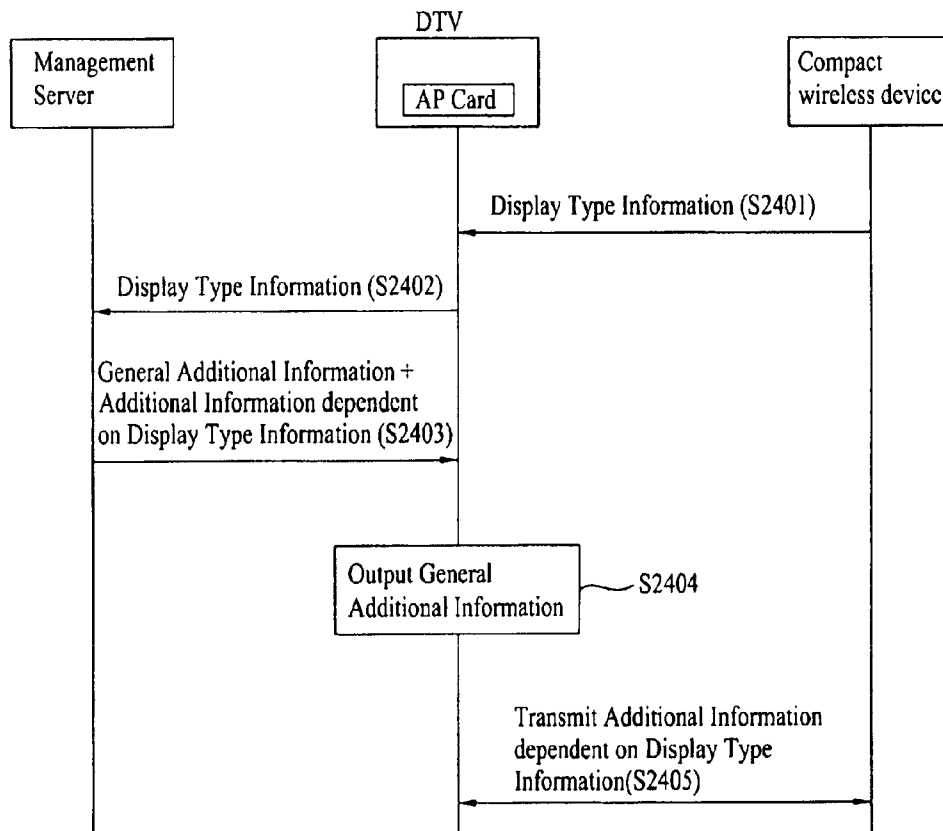 DTV
Management
Server
AP Card
Compact
wireless device
Display Type Information (S2401)
Display Type Information (S2402)
General Additional Information +
Additional Information dependent
on Display Type Information (S2403)
Output General
Additional Information
S2404
Transmit Additional Information
dependent on Display Type
Information(S2405)